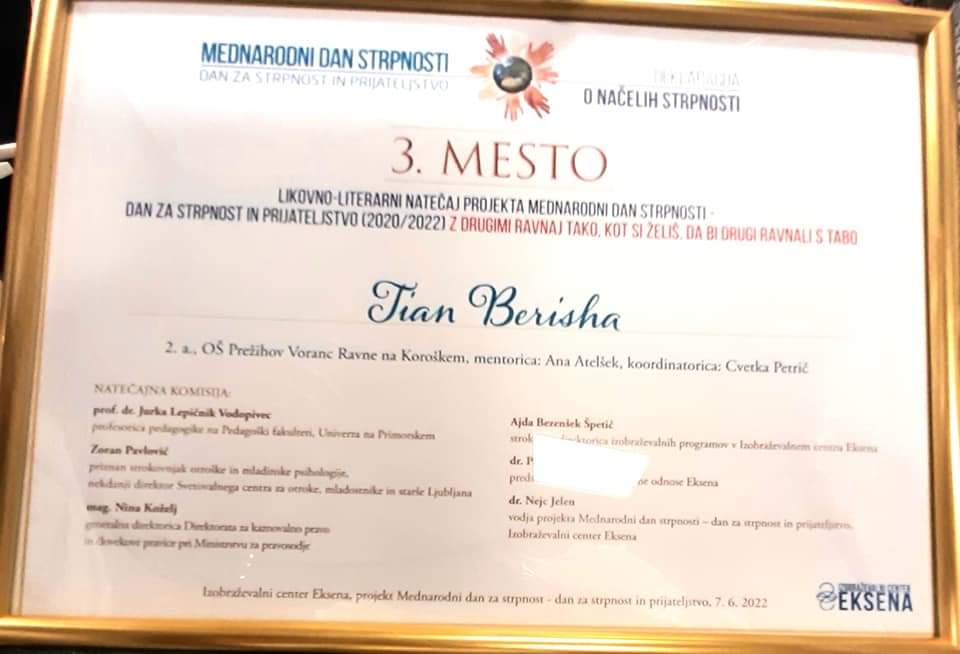 MEDNARODNI DAN STRPNOSTI
DAN ZA STRPNOST IN PRIJATELJSTVO
DEKLARACIJA
O NAČELIH STRPNOSTI
3. MESTO
LIKOVNO-LITERARNI NATEČAJ PROJEKTA MEDNARODNI DAN STRPNOSTI -
DAN ZA STRPNOST IN PRIJATELJSTVO (2020/2022) Z DRUGIMI RAVNAJ TAKO, KOT SI ŽELIŠ, DA BI DRUGI RAVNALI S TABO
Tian Berisha
2. a., OŠ Prežihov Voranc Ravne na Koroškem, mentorica: Ana Atelšek, koordinatorica: Cvetka Petrič
NATEČAJNA KOMISIJA:
prof. dr. Jurka Lepičnik Vodopivec
profesorica pedagogike na Pedagoški fakulteti, Univerza na Primorskem
Zoran Pavlović
priznan strokovnjak otroške in mladinske psihologije,
nekdanji direktor Svetovalnega centra za otroke, mladostnike in starše Ljubljana
mag. Nina Koželj
generalna direktorica Direktorata za kaznovalno pravo
in človekove pravice pri Ministrstvu za pravosodje
Ajda Bezenšek Špetič
izobraževalnih programov v Izobraževalnem centru Eksena
dr.
odnose Eksena
dr. Nejc Jelen
vodja projekta Mednarodni dan strpnosti – dan za strpnost in prijateljstvo,
Izobraževalni center Eksena
Izobraževalni center Eksena, projekt Mednarodni dan za strpnost - dan za strpnost in prijateljstvo, 7. 6. 2022
IZOBRAŽEVALNI CENTER
EKSENA